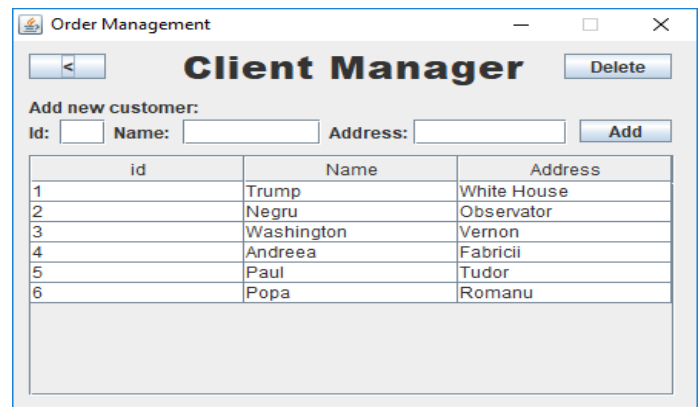 Order Management
< Client Manager Delete
Add new customer:
Id: Name: Address: Add
id Name Address
1 Trump White House
2 Negru Observator
3 Washington Vernon
4 Andreea Fabricii
5 Paul Tudor
6 Popa Romanu